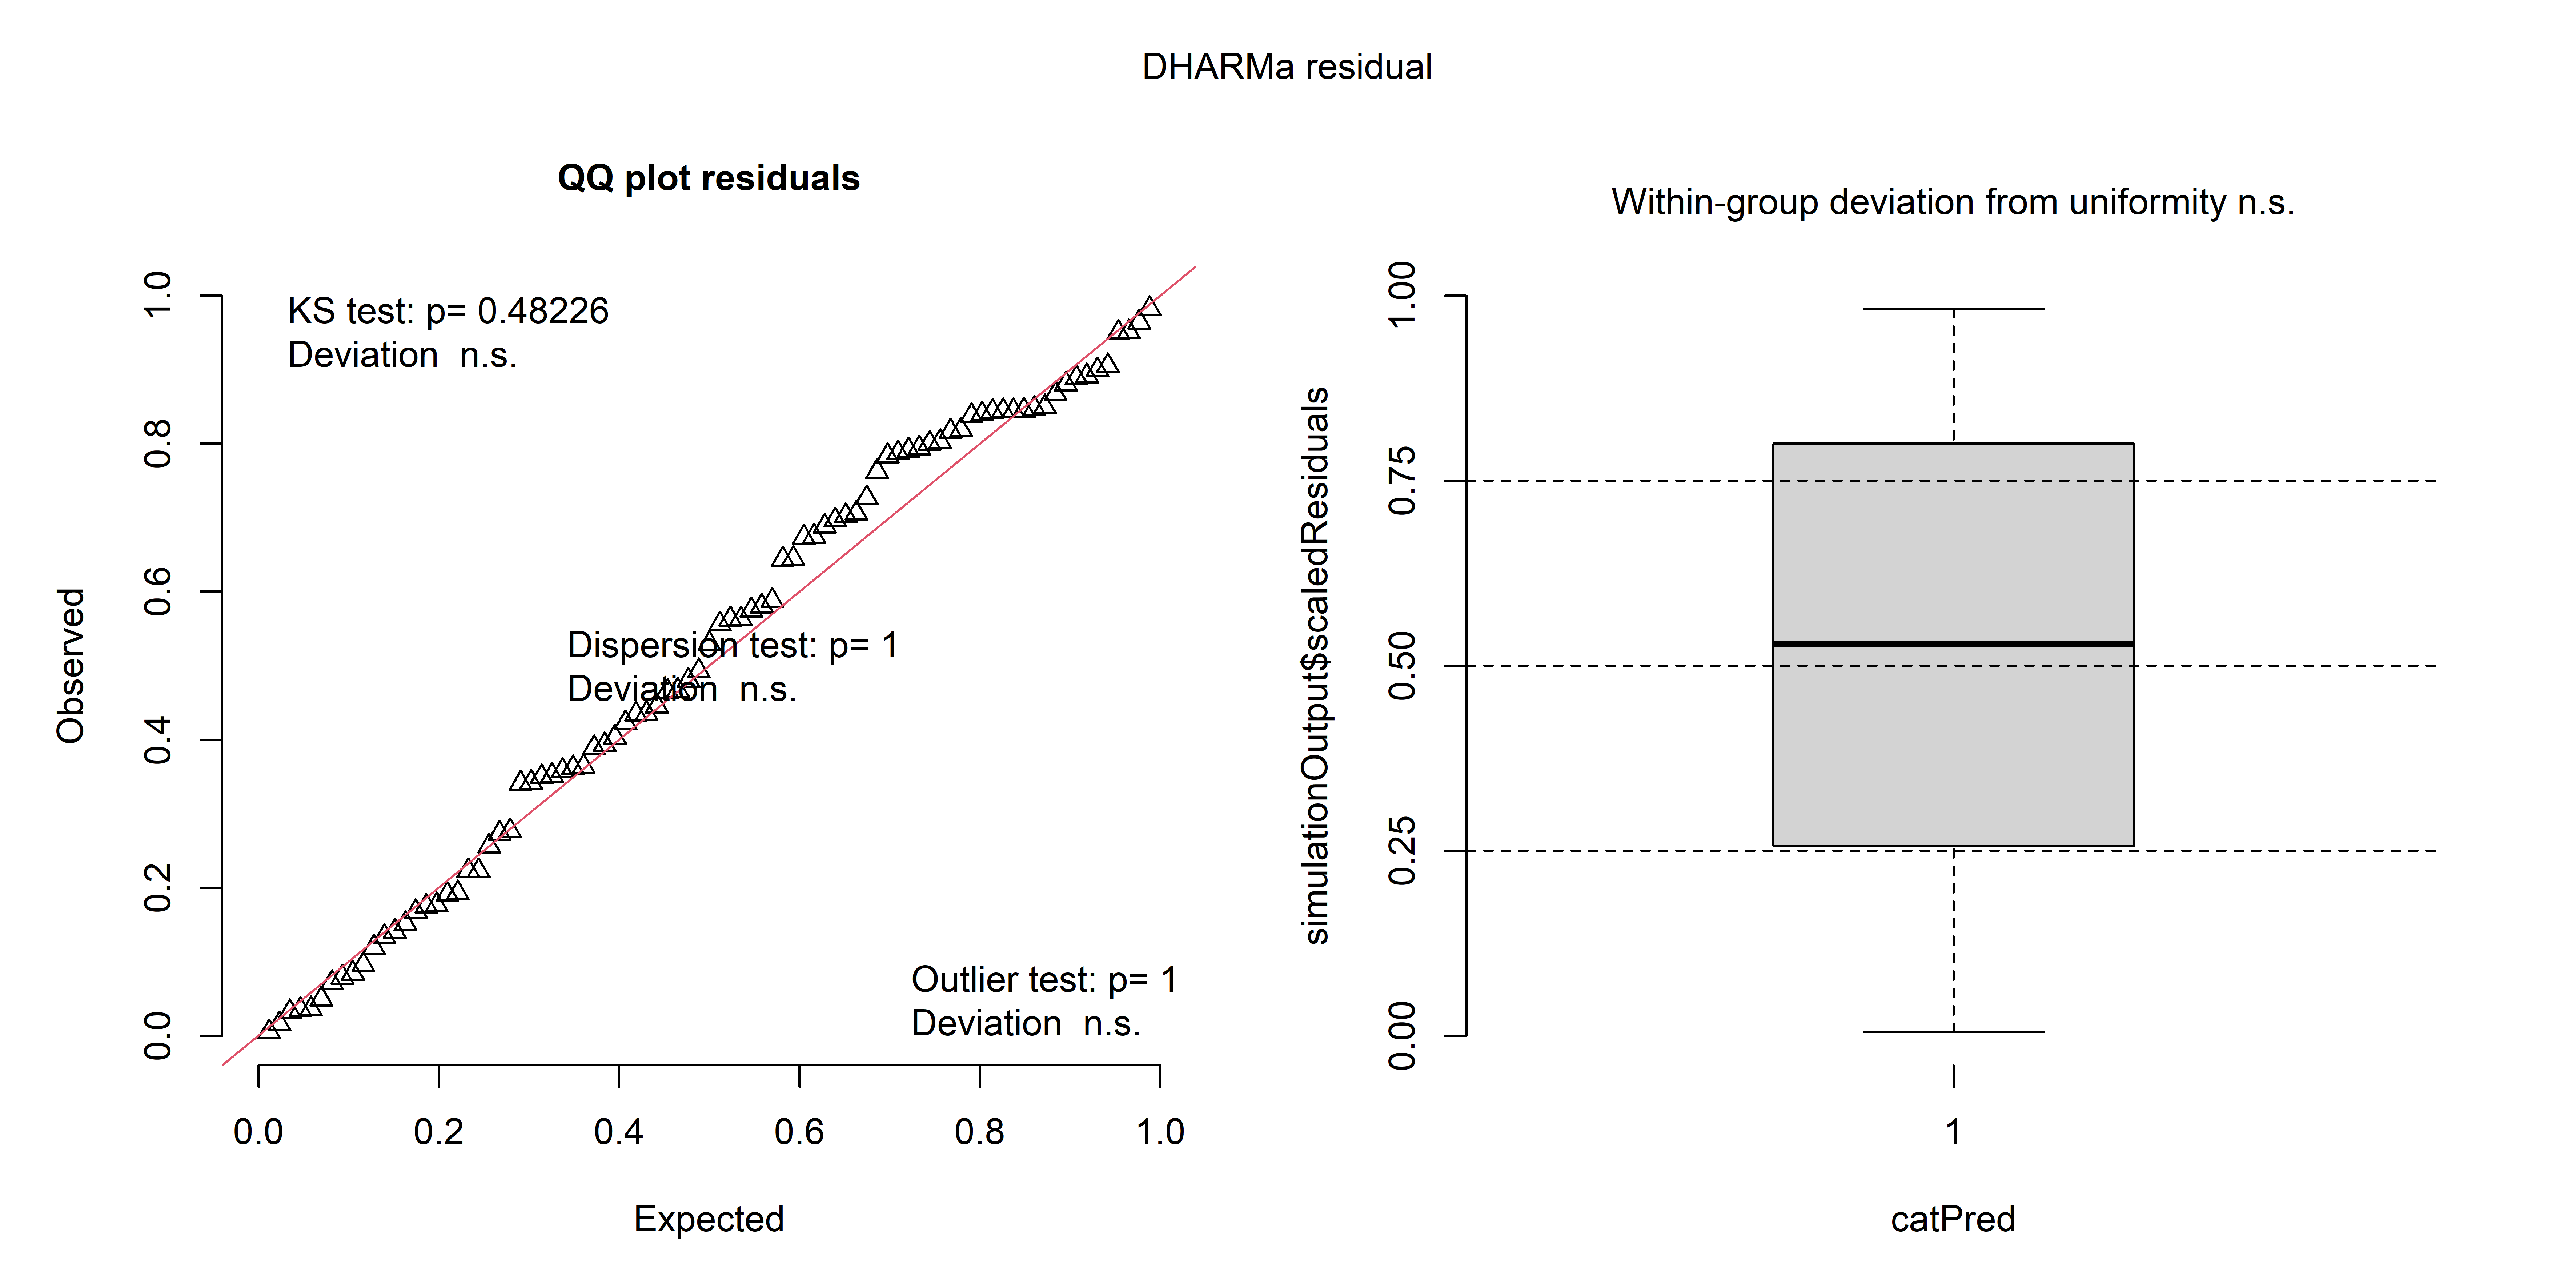 DHARMa residual
QQ plot residuals
KS test: p= 0.48226
Deviation  n.s.
Dispersion test: p= 1
Deviation  n.s.
Outlier test: p= 1
Deviation  n.s.
Observed
1.0
0.8
0.6
0.4
0.2
0.0
0.0 0.2 0.4 0.6 0.8 1.0
Expected
Within-group deviation from uniformity n.s.
simulationOutput$scaledResiduals
1.00
0.75
0.50
0.25
0.00
1
catPred